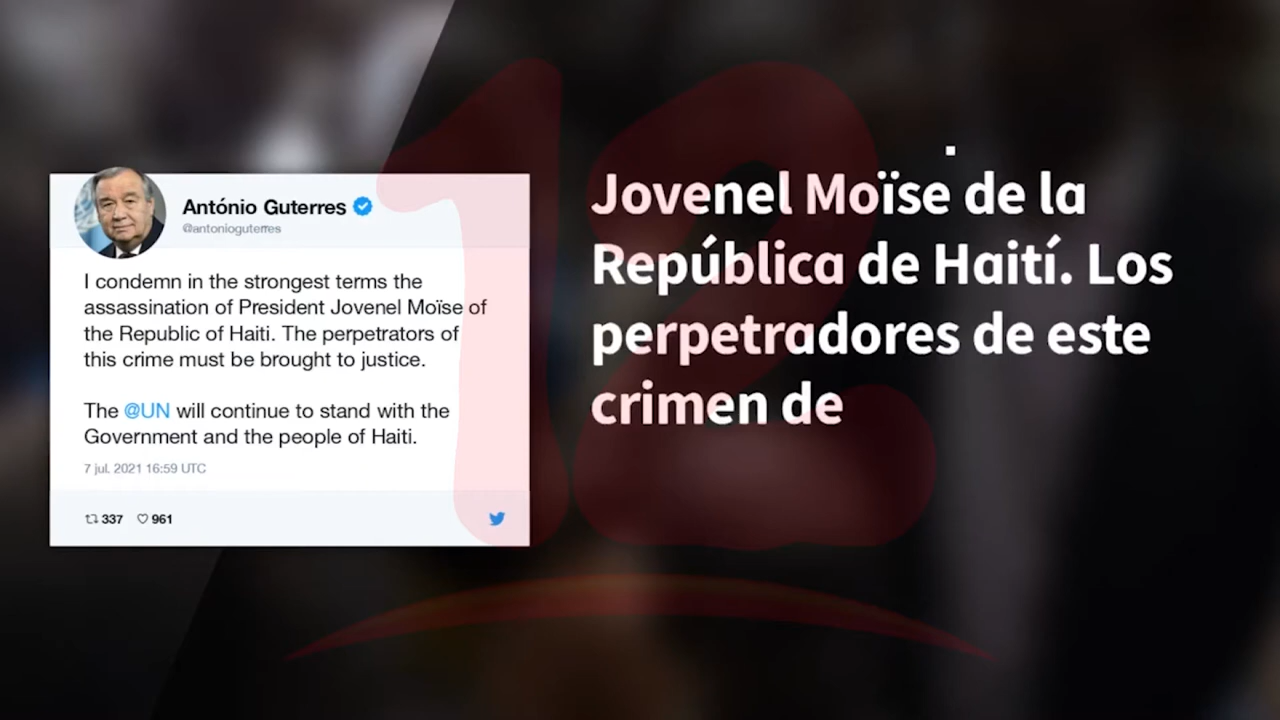 António Guterres
@antonioguterres
I condemn in the strongest terms the
assassination of President Jovenel Moïse of
the Republic of Haiti. The perpetrators of
this crime must be brought to justice.
The @UN will continue to stand with the
Government and the people of Haiti.
7 jul. 2021 16:59 UTC
337 961
Jovenel Moïse de la
República de Haití. Los
perpetradores de este
crimen de
12